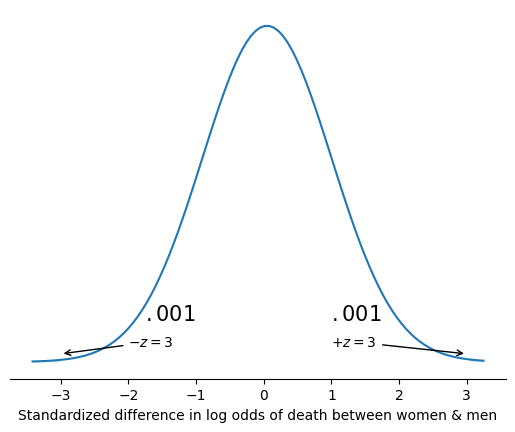 .001 .001
−z = 3 +z = 3
−3 −2 −1 0 1 2 3
Standardized difference in log odds of death between women & men